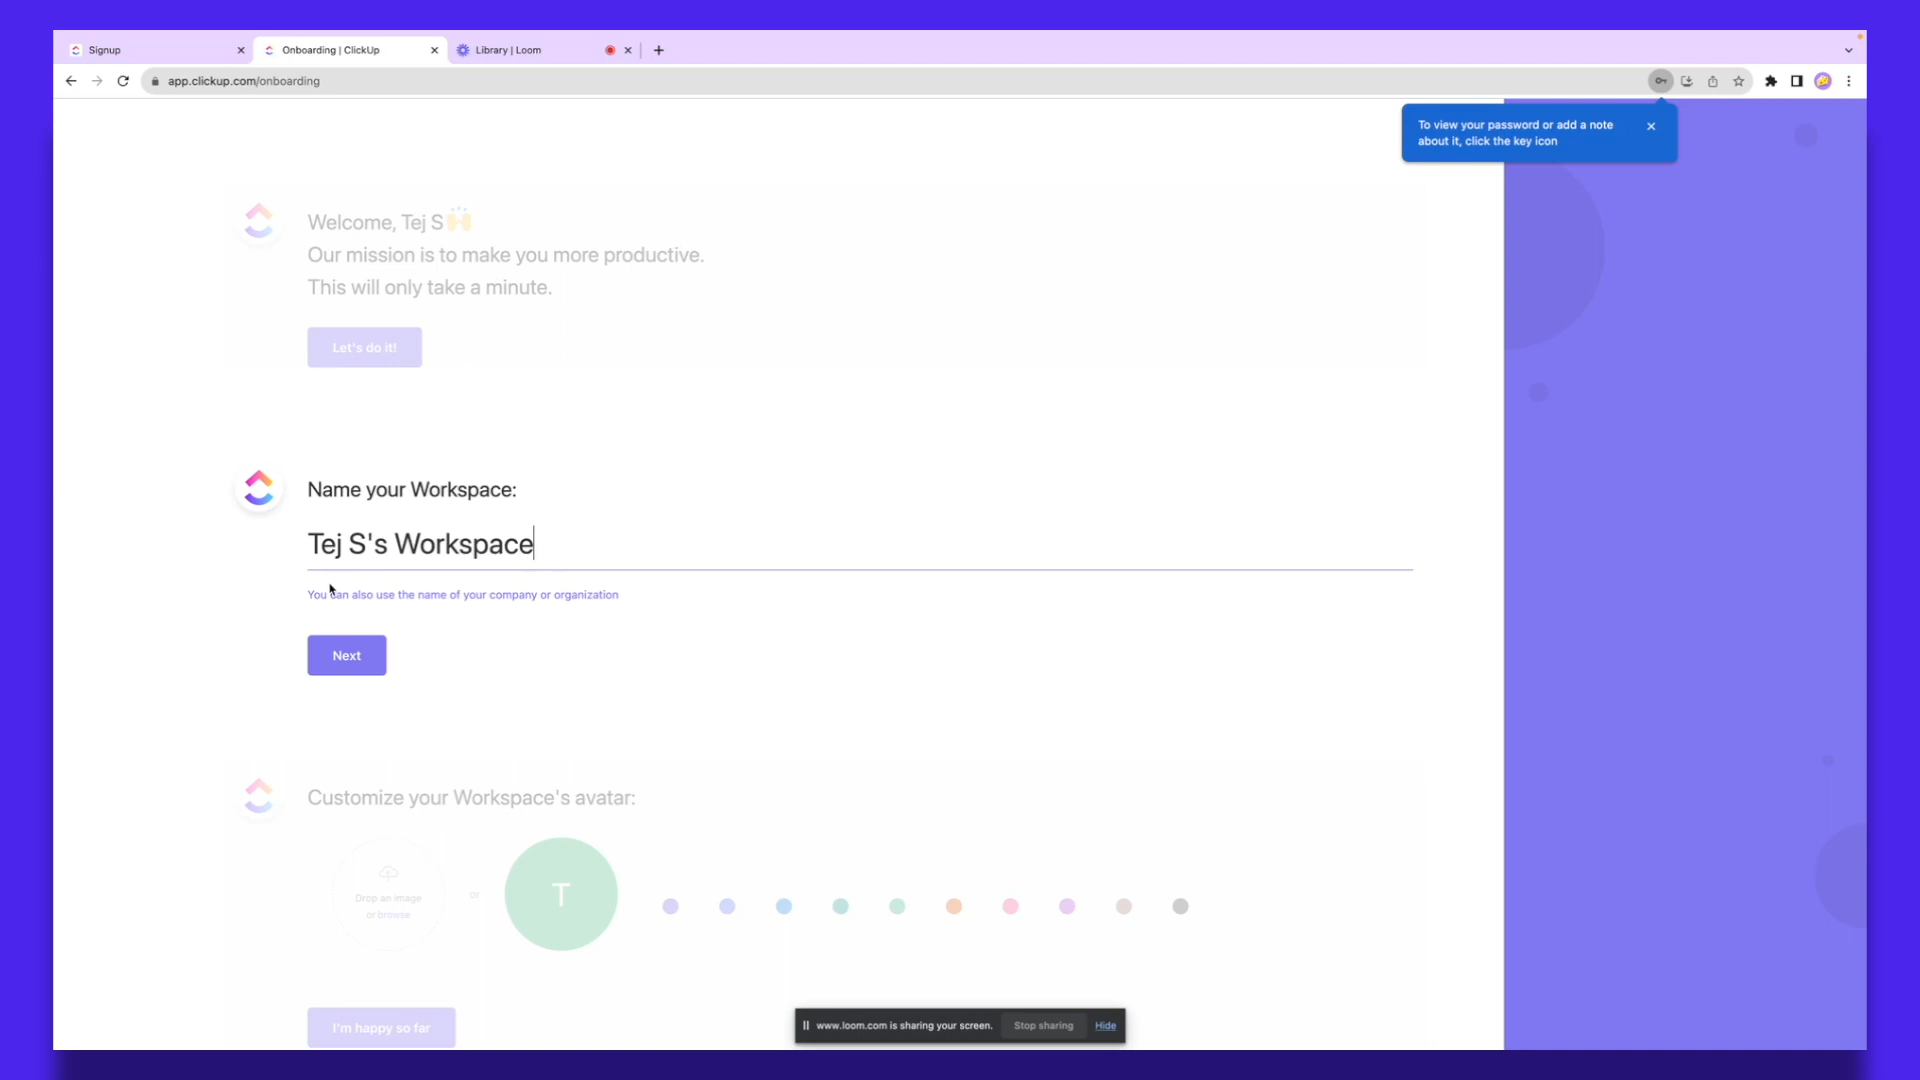 Signup
Onboarding | ClickUp
Library | Loom
app.clickup.com/onboarding
To view your password or add a note
about it, click the key icon
Welcome, Tej S
Our mission is to make you more productive.
This will only take a minute.
Let's do it!
Name your Workspace:
Tej S's Workspace
You can also use the name of your company or organization
Next
Customize your Workspace's avatar:
Drop an image
or browse
or
T
I'm happy so far
www.loom.com is sharing your screen.
Stop sharing
Hide